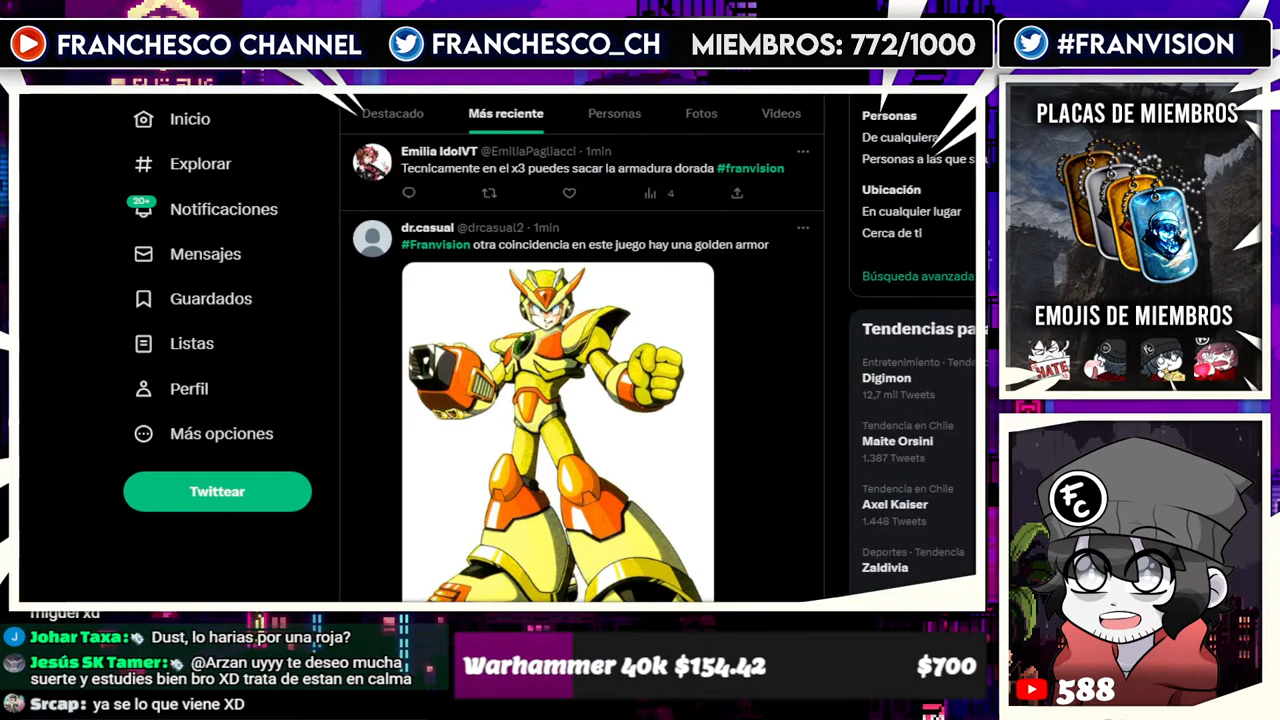 FRANCHESCO CHANNEL
FRANCHESCO_CH
MIEMBROS: 772/1000
#FRANVISION
Inicio
Explorar
20+
Notificaciones
Mensajes
Guardados
Listas
Perfil
Más opciones
Twittear
Destacado
Más reciente
Personas
Fotos
Videos
Emilia IdolVT @EmiliaPagliacci · 1min
Tecnicamente en el x3 puedes sacar la armadura dorada #franvision
4
dr.casual @drcasual2 · 1min
#Franvision otra coincidencia en este juego hay una golden armor
Personas
De cualquiera
Personas a las que s
Ubicación
En cualquier lugar
Cerca de ti
Búsqueda avanzada
Tendencias pa
Entretenimiento · Tende
Digimon
12,7 mil Tweets
Tendencia en Chile
Maite Orsini
1.387 Tweets
Tendencia en Chile
Axel Kaiser
1.448 Tweets
Deportes · Tendencia
Zaldivia
PLACAS DE MIEMBROS
EMOJIS DE MIEMBROS
HATE
FC
588
miguel xd
J
Johar Taxa: Dust, lo harias por una roja?
Jesús SK Tamer: @Arzan uyyy te deseo mucha
suerte y estudies bien bro XD trata de estan en calma
Srcap: ya se lo que viene XD
Warhammer 40k $154.42
$700